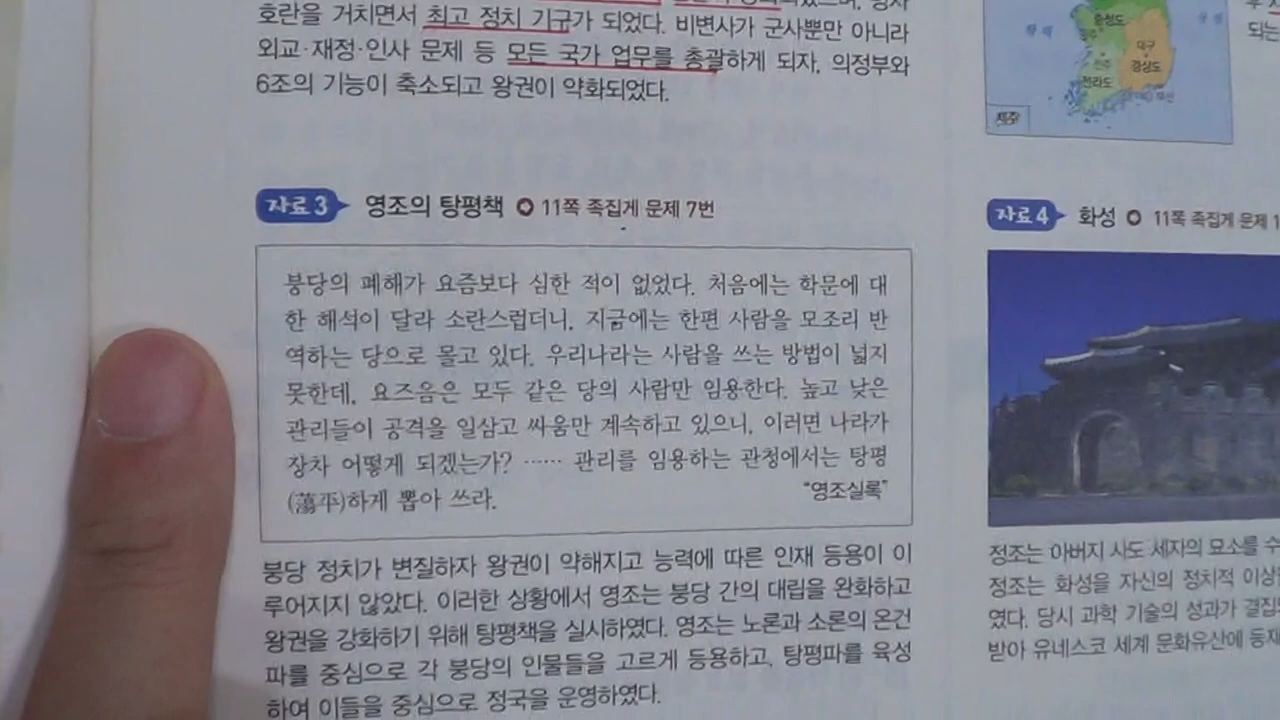 호란을 거치면서 최고 정치 기구가 되었다. 비변사가 군사뿐만 아니라
외교·재정·인사 문제 등 모든 국가 업무를 총괄하게 되자, 의정부와
6조의 기능이 축소되고 왕권이 약화되었다.
충청도
대구
경상도
전라도
제주
자료 3 영조의 탕평책 11쪽 족집게 문제 7번
붕당의 폐해가 요즘보다 심한 적이 없었다. 처음에는 학문에 대
한 해석이 달라 소란스럽더니, 지금에는 한편 사람을 모조리 반
역하는 당으로 몰고 있다. 우리나라는 사람을 쓰는 방법이 넓지
못한데, 요즈음은 모두 같은 당의 사람만 임용한다. 높고 낮은
관리들이 공격을 일삼고 싸움만 계속하고 있으니, 이러면 나라가
장차 어떻게 되겠는가? …… 관리를 임용하는 관청에서는 탕평
(蕩平)하게 뽑아 쓰라. "영조실록"
붕당 정치가 변질하자 왕권이 약해지고 능력에 따른 인재 등용이 이
루어지지 않았다. 이러한 상황에서 영조는 붕당 간의 대립을 완화하고
왕권을 강화하기 위해 탕평책을 실시하였다. 영조는 노론과 소론의 온건
파를 중심으로 각 붕당의 인물들을 고르게 등용하고, 탕평파를 육성
하여 이들을 중심으로 정국을 운영하였다.
자료 4 화성 11쪽 족집게 문제 1
정조는 아버지 사도 세자의 묘소를 수
정조는 화성을 자신의 정치적 이상
였다. 당시 과학 기술의 성과가 결집
받아 유네스코 세계 문화유산에 등재